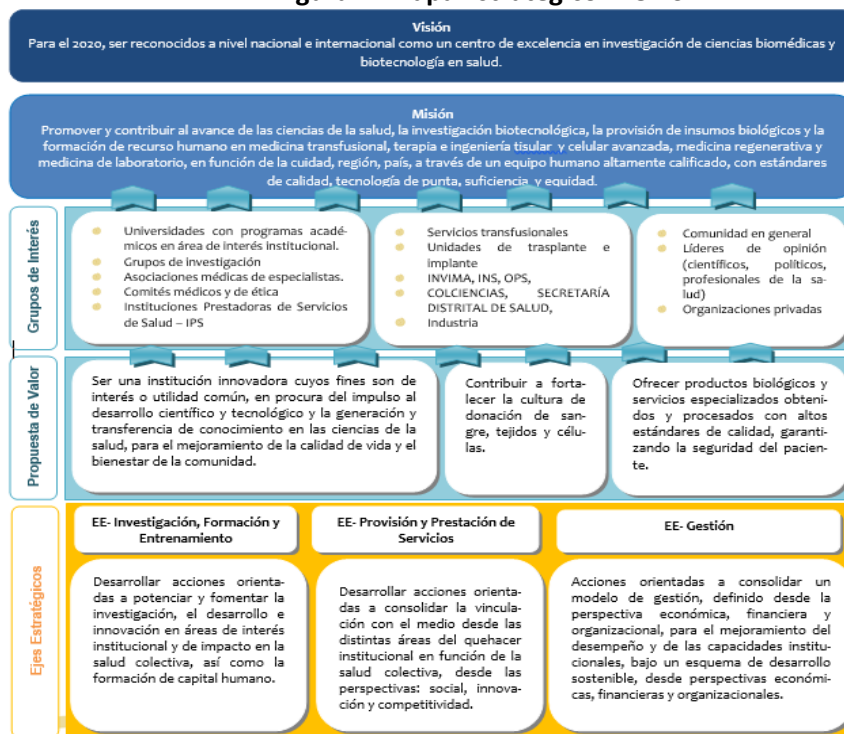 Visión
Para el 2020, ser reconocidos a nivel nacional e internacional como un centro de excelencia en investigación de ciencias biomédicas y
biotecnología en salud.
Misión
Promover y contribuir al avance de las ciencias de la salud, la investigación biotecnológica, la provisión de insumos biológicos y la
formación de recurso humano en medicina transfusional, terapia e ingeniería tisular y celular avanzada, medicina regenerativa y
medicina de laboratorio, en función de la cuidad, región, país, a través de un equipo humano altamente calificado, con estándares
de calidad, tecnología de punta, suficiencia y equidad.
Grupos de Interés
Universidades con programas acadé-
micos en área de interés institucional.
Grupos de investigación
Asociaciones médicas de especialistas.
Comités médicos y de ética
Instituciones Prestadoras de Servicios
de Salud – IPS
Servicios transfusionales
Unidades de trasplante e
implante
INVIMA, INS, OPS,
COLCIENCIAS, SECRETARÍA
DISTRITAL DE SALUD,
Industria
Comunidad en general
Líderes de opinión
(científicos, políticos,
profesionales de la sa-
lud)
Organizaciones privadas
Propuesta de Valor
Ser una institución innovadora cuyos fines son de
interés o utilidad común, en procura del impulso al
desarrollo científico y tecnológico y la generación y
transferencia de conocimiento en las ciencias de la
salud, para el mejoramiento de la calidad de vida y el
bienestar de la comunidad.
Contribuir a forta-
lecer la cultura de
donación de san-
gre, tejidos y célu-
las.
Ofrecer productos biológicos y
servicios especializados obteni-
dos y procesados con altos
estándares de calidad, garanti-
zando la seguridad del pacien-
te.
Ejes Estratégicos
EE- Investigación, Formación y
Entrenamiento
Desarrollar acciones orienta-
das a potenciar y fomentar la
investigación, el desarrollo e
innovación en áreas de interés
institucional y de impacto en la
salud colectiva, así como la
formación de capital humano.
EE- Provisión y Prestación de
Servicios
Desarrollar acciones orienta-
das a consolidar la vincula-
ción con el medio desde las
distintas áreas del quehacer
institucional en función de la
salud colectiva, desde las
perspectivas: social, innova-
ción y competitividad.
EE- Gestión
Acciones orientadas a consolidar un
modelo de gestión, definido desde la
perspectiva económica, financiera y
organizacional, para el mejoramiento del
desempeño y de las capacidades institu-
cionales, bajo un esquema de desarrollo
sostenible, desde perspectivas económi-
cas, financieras y organizacionales.